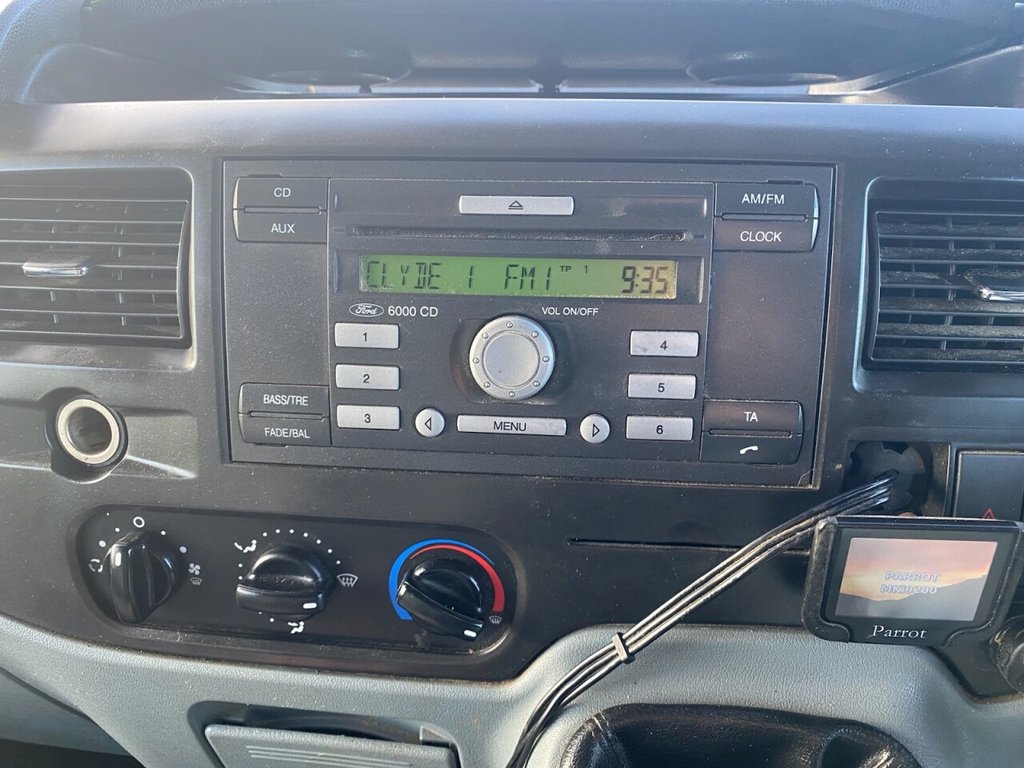 CD
AUX
AM/FM
CLOCK
CLYDE 1 FM1 TP 1 9:35
Ford 6000 CD
VOL ON/OFF
1
2
3
4
5
6
BASS/TRE
FADE/BAL
MENU
TA
PARROT
MKi9200
Parrot